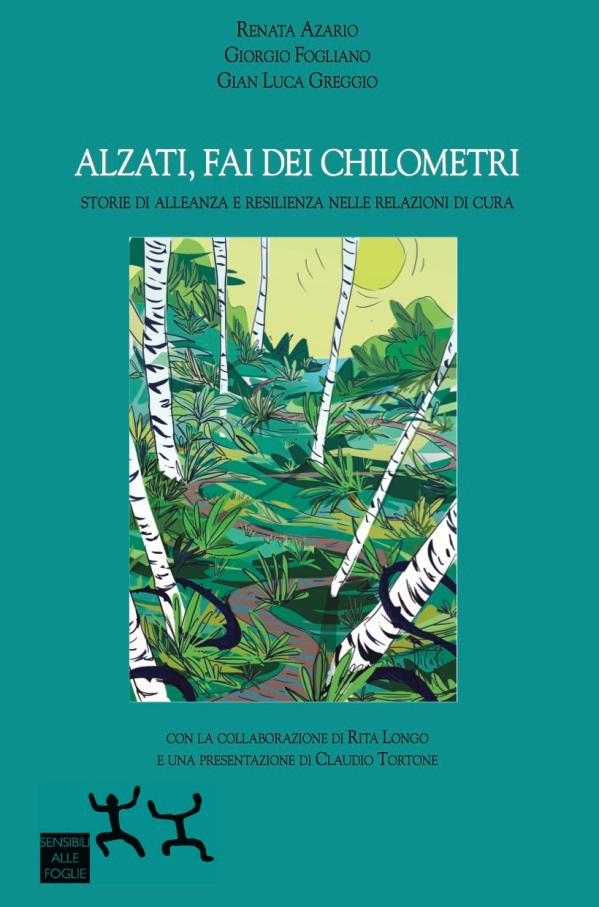 RENATA AZARIO
GIORGIO FOGLIANO
GIAN LUCA GREGGIO
ALZATI, FAI DEI CHILOMETRI
STORIE DI ALLEANZA E RESILIENZA NELLE RELAZIONI DI CURA
CON LA COLLABORAZIONE DI RITA LONGO
E UNA PRESENTAZIONE DI CLAUDIO TORTONE
SENSIBILI
ALLE
FOGLIE